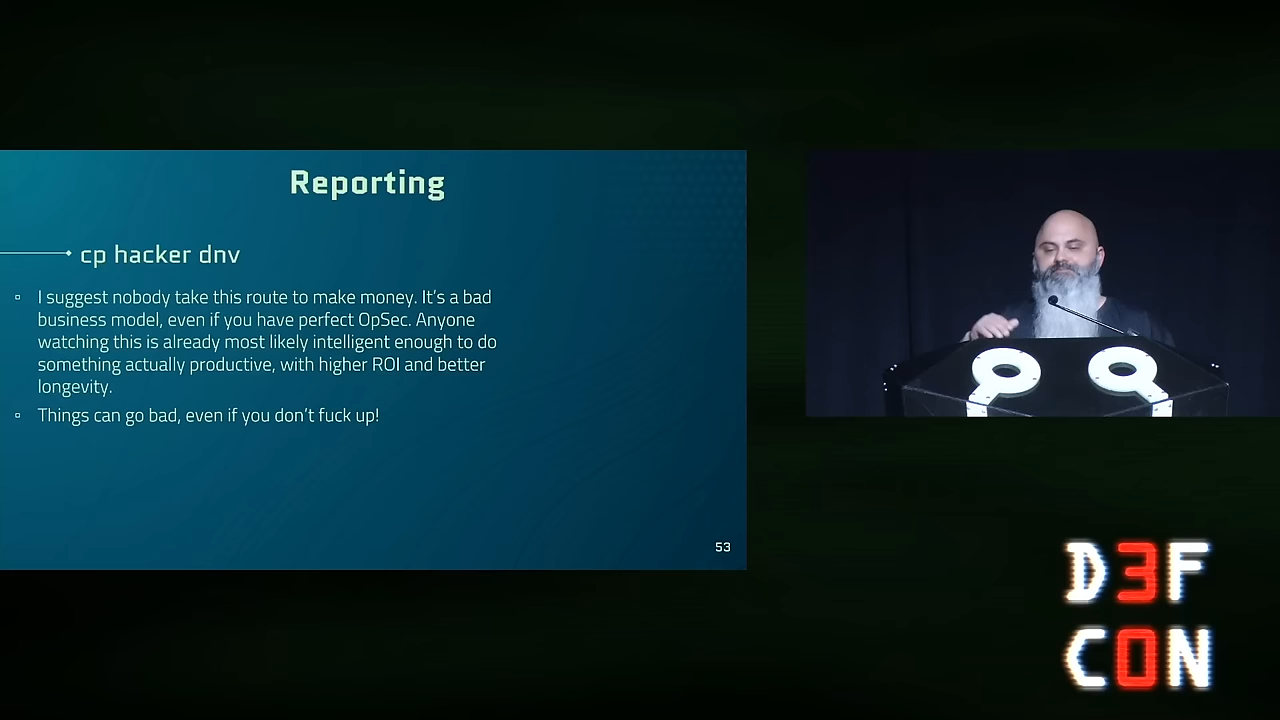 Reporting
cp hacker dnv
I suggest nobody take this route to make money. It's a bad
business model, even if you have perfect OpSec. Anyone
watching this is already most likely intelligent enough to do
something actually productive, with higher ROI and better
longevity.
Things can go bad, even if you don't fuck up!
53
D3F
C0N